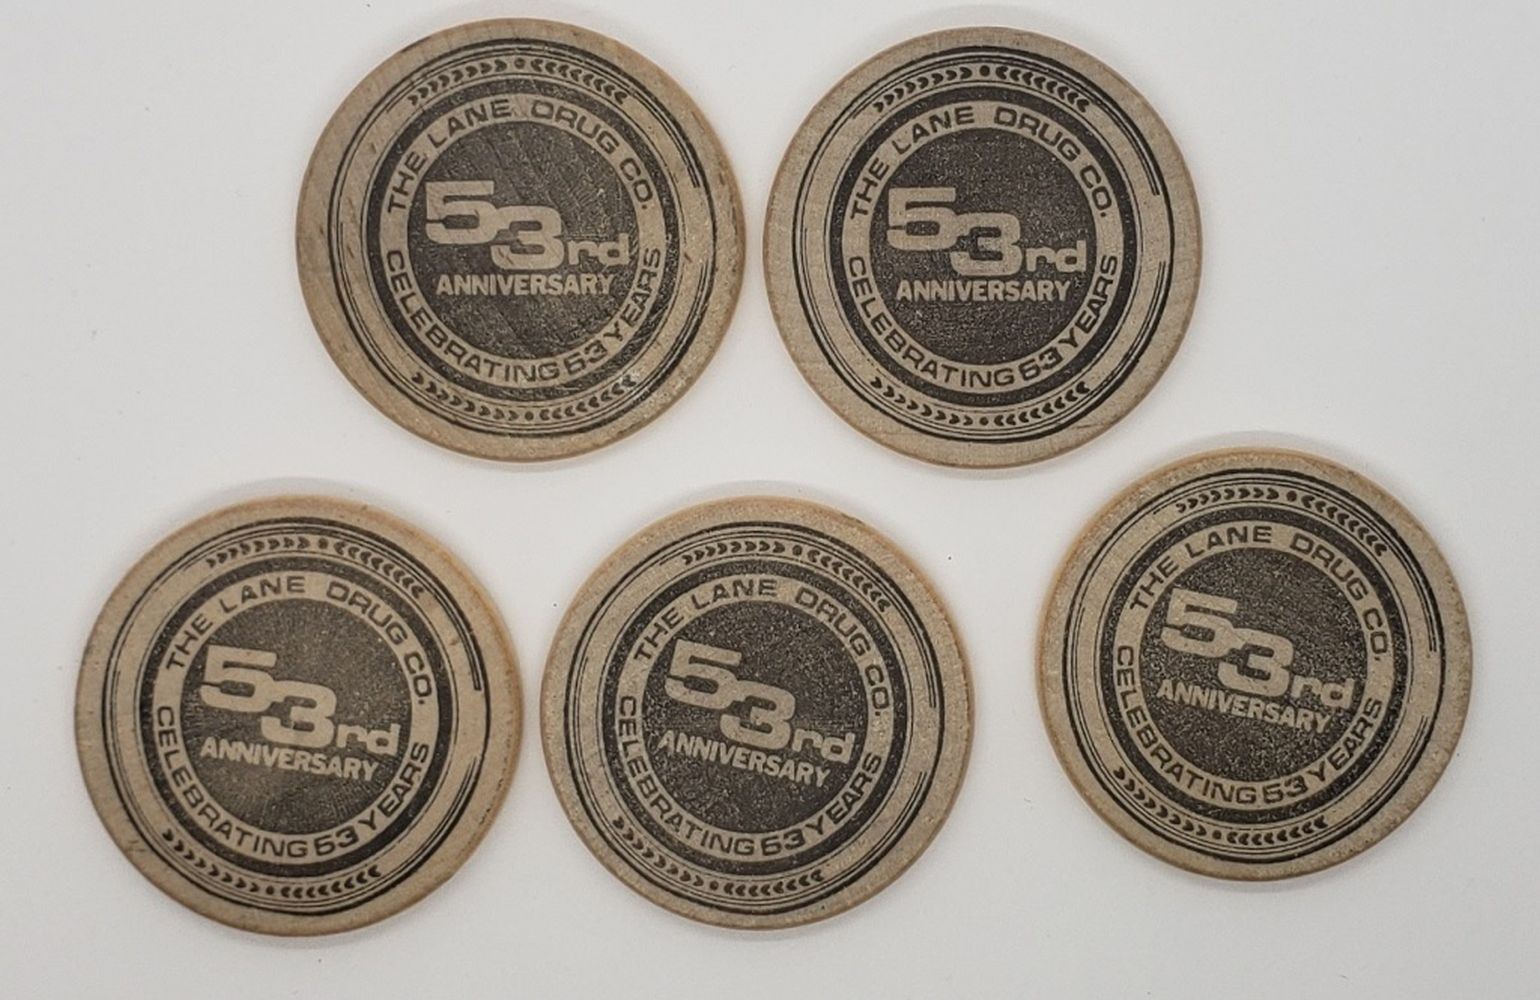 THE LANE DRUG CO.
53rd
ANNIVERSARY
CELEBRATING 53 YEARS
THE LANE DRUG CO.
53rd
ANNIVERSARY
CELEBRATING 53 YEARS
THE LANE DRUG CO.
53rd
ANNIVERSARY
CELEBRATING 53 YEARS
THE LANE DRUG CO.
53rd
ANNIVERSARY
CELEBRATING 53 YEARS
THE LANE DRUG CO.
53rd
ANNIVERSARY
CELEBRATING 53 YEARS